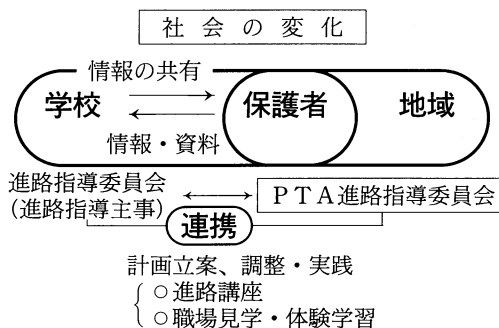 社会の変化
情報の共有
学校
保護者
地域
情報・資料
進路指導委員会
(進路指導主事)
PTA進路指導委員会
連携
計画立案、調整・実践
○進路講座
○職場見学・体験学習